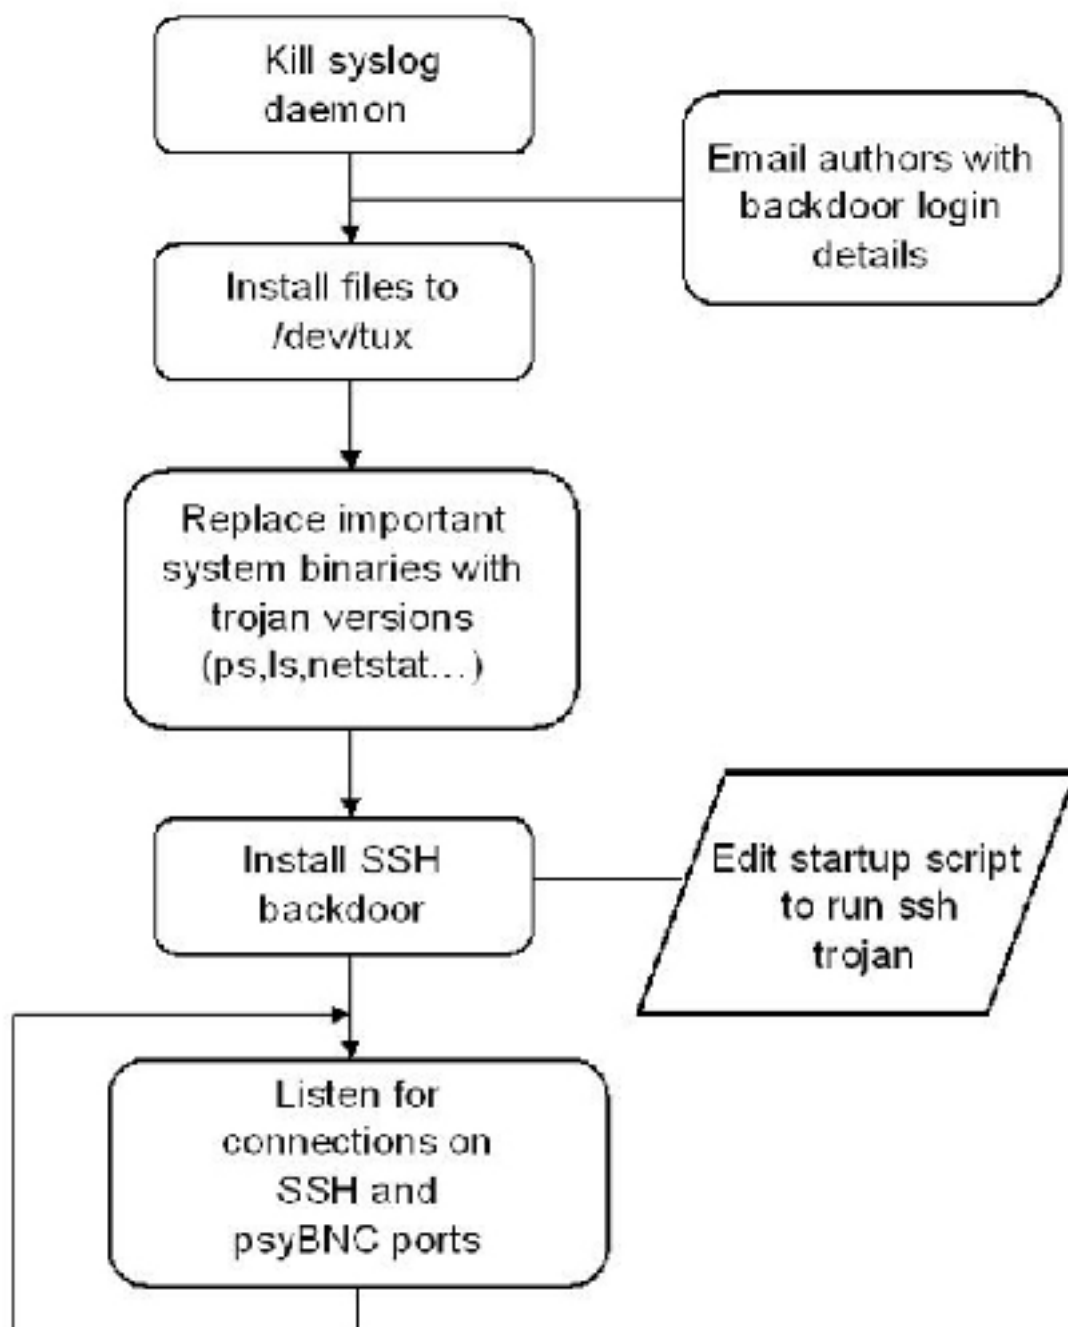 Kill syslog
daemon
Email authors with
backdoor login
details
Install files to
/dev/tux
Replace important
system binaries with
trojan versions
(ps,ls,netstat...)
Install SSH
backdoor
Edit startup script
to run ssh
trojan
Listen for
connections on
SSH and
psyBNC ports